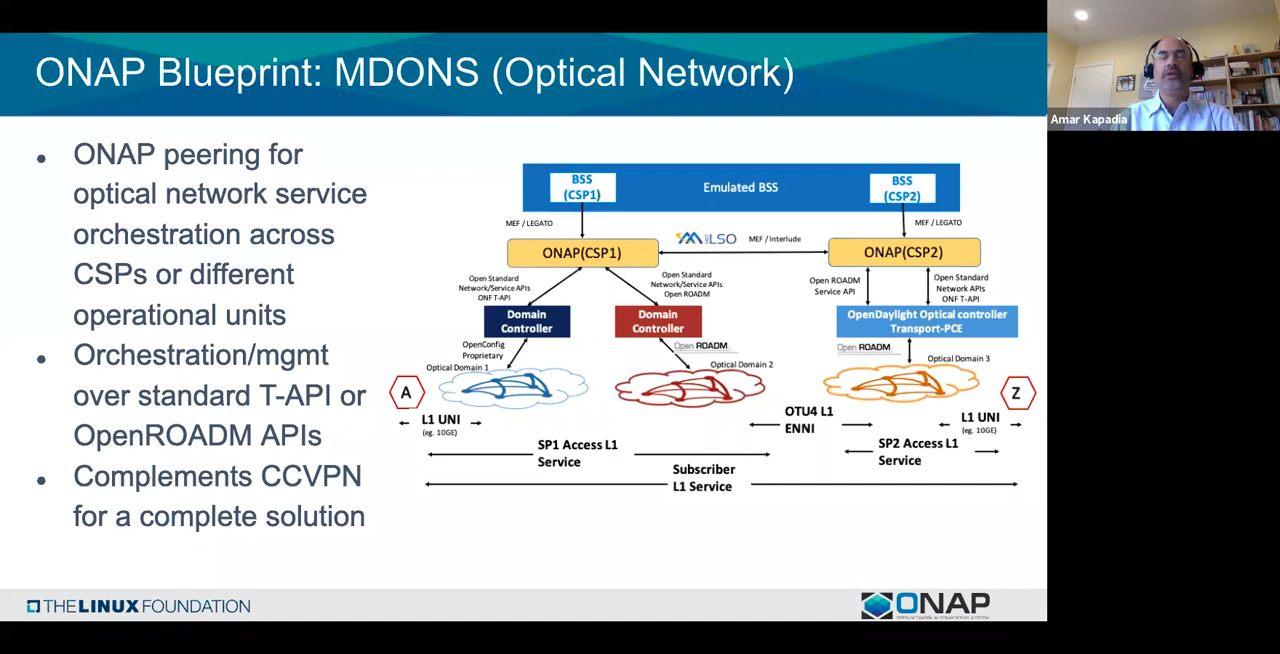 ONAP Blueprint: MDONS (Optical Network)
Amar Kapadia
● ONAP peering for
optical network service
orchestration across
CSPs or different
operational units
● Orchestration/mgmt
over standard T-API or
OpenROADM APIs
● Complements CCVPN
for a complete solution
BSS
(CSP1)
Emulated BSS
BSS
(CSP2)
MEF / LEGATO
MEF / LEGATO
ONAP(CSP1)
LSO
MEF / Interlude
ONAP(CSP2)
Open Standard
Network/Service APIs
ONF T-API
Open Standard
Network/Service APIs
Open ROADM
Open ROADM
Service API
Open Standard
Network APIs
ONF T-API
Domain
Controller
Domain
Controller
OpenDaylight Optical controller
Transport-PCE
OpenConfig
Proprietary
Open ROADM
Open ROADM
Optical Domain 1
Optical Domain 2
Optical Domain 3
A
Z
L1 UNI
(eg. 10GE)
OTU4 L1
ENNI
L1 UNI
(eg. 10GE)
SP1 Access L1
Service
SP2 Access L1
Service
Subscriber
L1 Service
THE LINUX FOUNDATION
ONAP